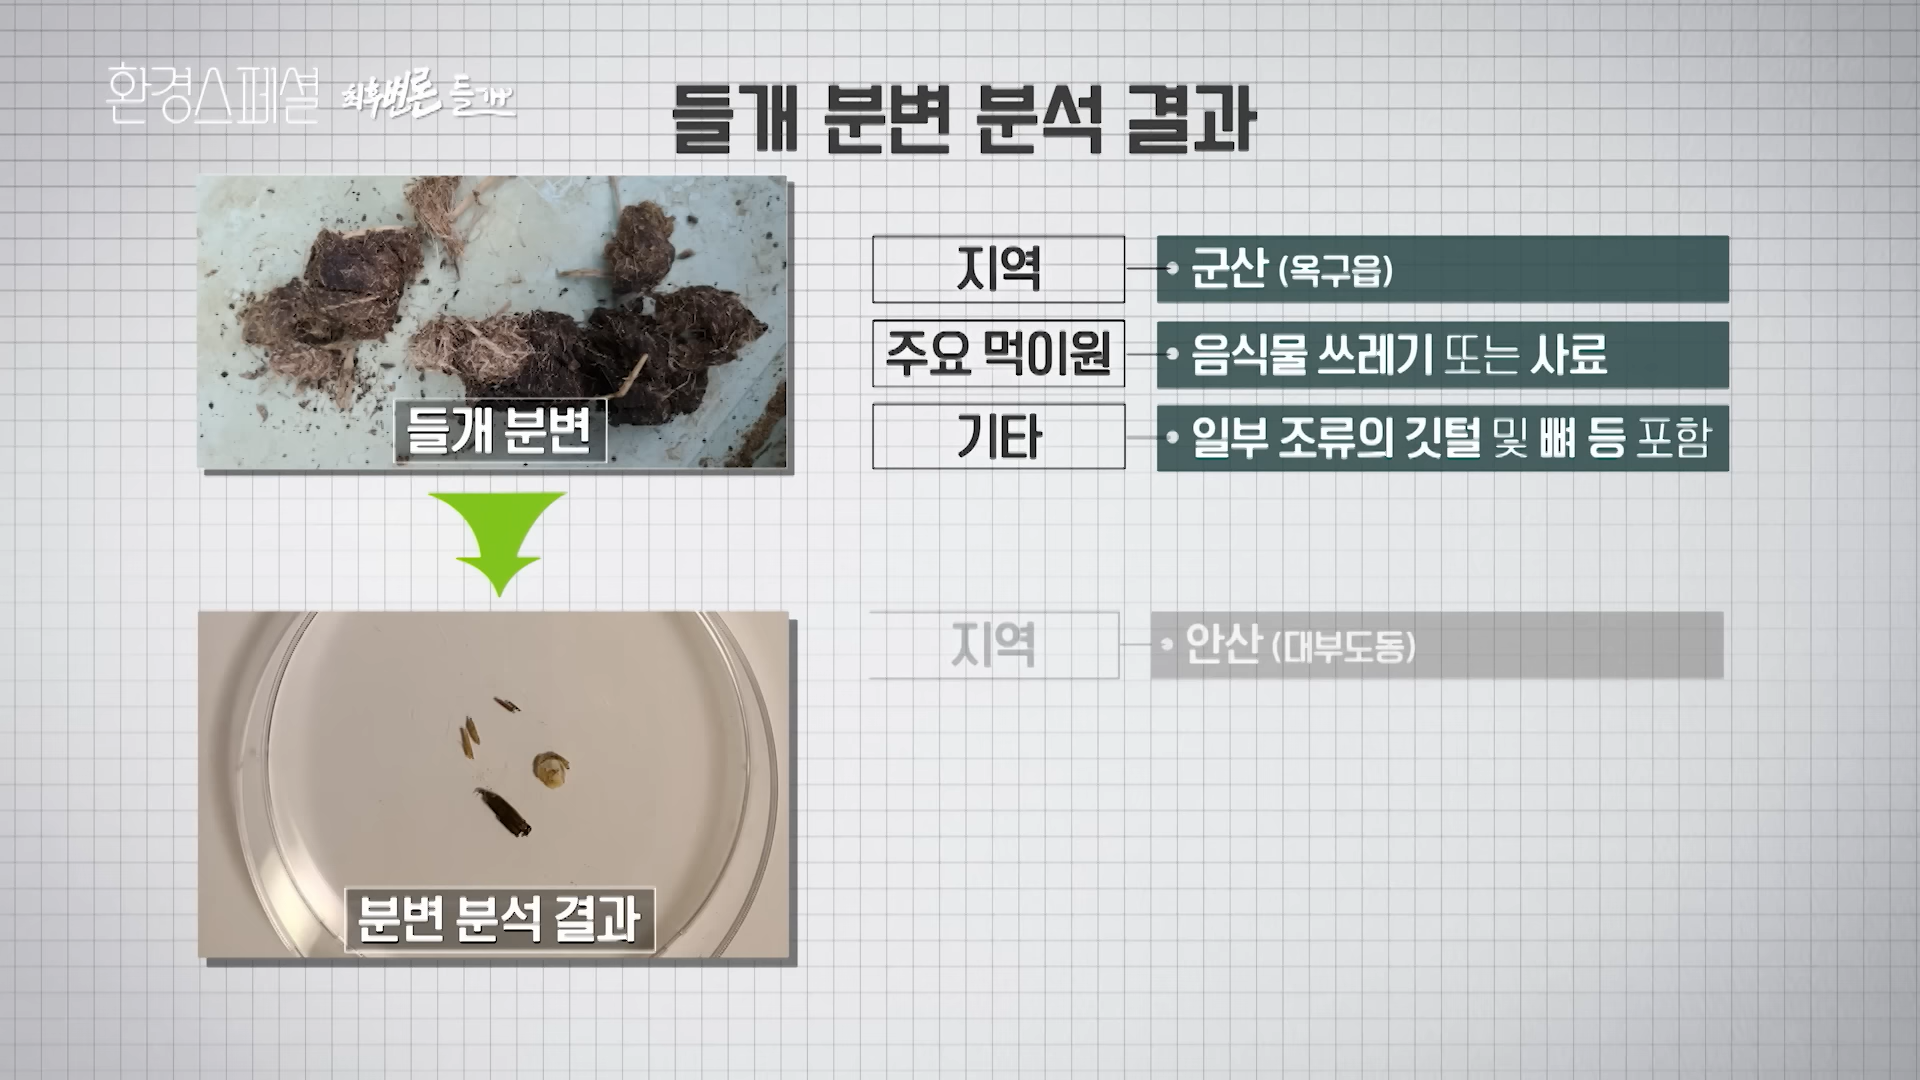 환경스페셜 최후변론 들개
들개 분변 분석 결과
들개 분변
지역 군산 (옥구읍)
주요 먹이원 음식물 쓰레기 또는 사료
기타 일부 조류의 깃털 및 뼈 등 포함
지역 안산 (대부도동)
분변 분석 결과